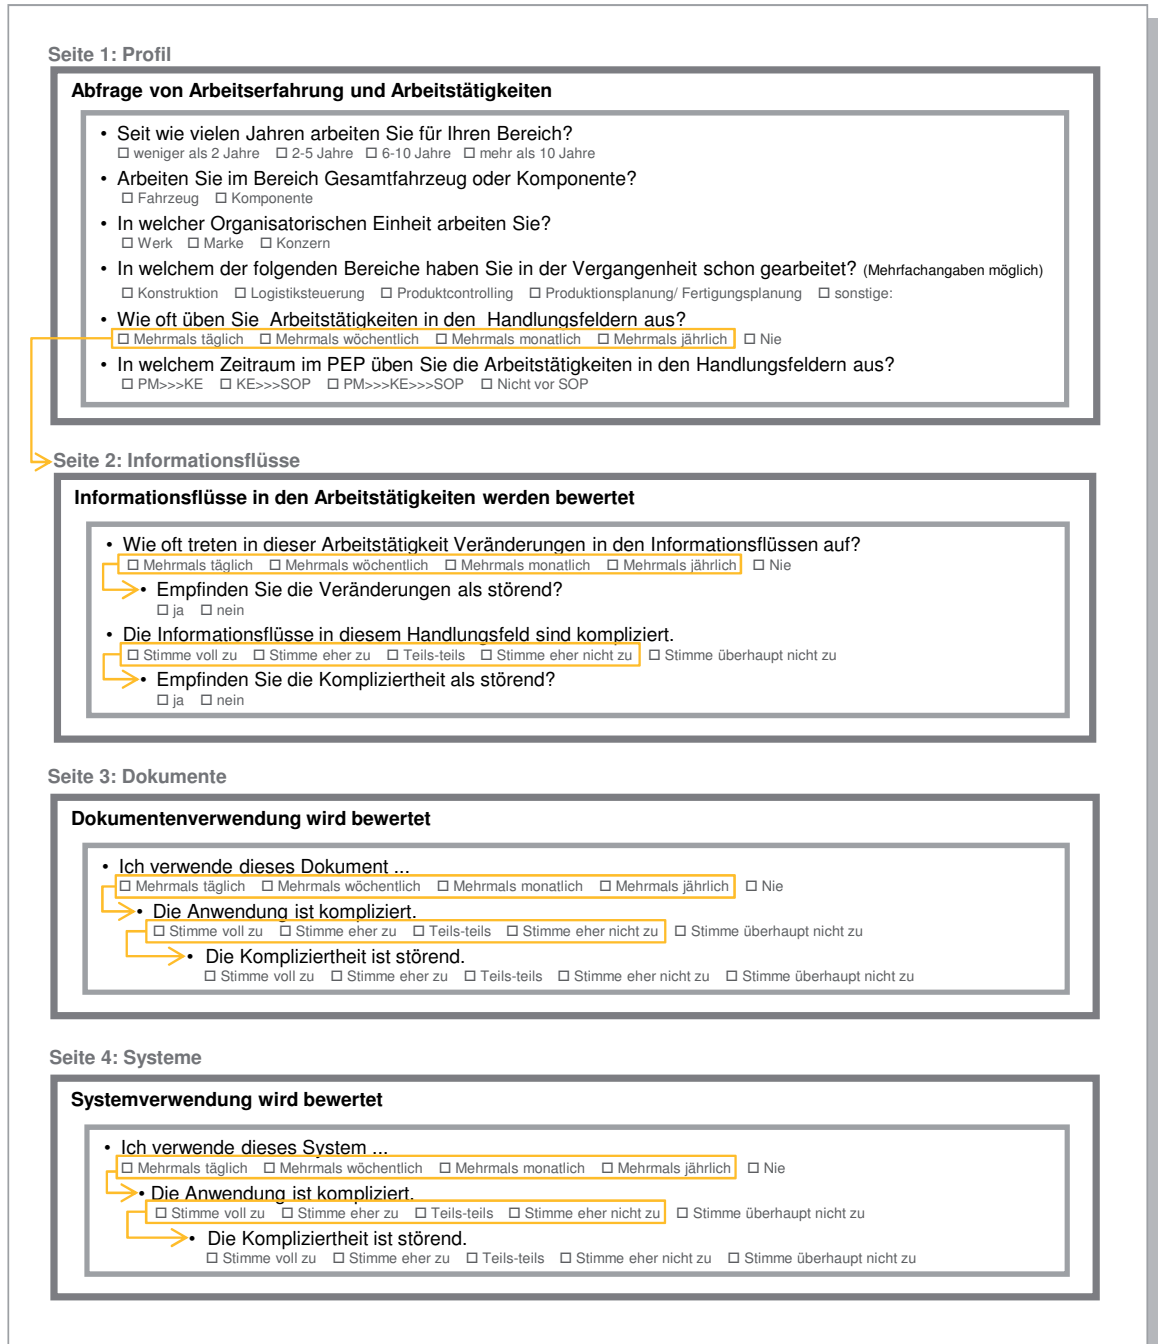 Seite 1: Profil
Abfrage von Arbeitserfahrung und Arbeitstätigkeiten
• Seit wie vielen Jahren arbeiten Sie für Ihren Bereich?
☐ weniger als 2 Jahre ☐ 2-5 Jahre ☐ 6-10 Jahre ☐ mehr als 10 Jahre
• Arbeiten Sie im Bereich Gesamtfahrzeug oder Komponente?
☐ Fahrzeug ☐ Komponente
• In welcher Organisatorischen Einheit arbeiten Sie?
☐ Werk ☐ Marke ☐ Konzern
• In welchem der folgenden Bereiche haben Sie in der Vergangenheit schon gearbeitet? (Mehrfachangaben möglich)
☐ Konstruktion ☐ Logistiksteuerung ☐ Produktcontrolling ☐ Produktionsplanung/ Fertigungsplanung ☐ sonstige:
• Wie oft üben Sie Arbeitstätigkeiten in den Handlungsfeldern aus?
☐ Mehrmals täglich ☐ Mehrmals wöchentlich ☐ Mehrmals monatlich ☐ Mehrmals jährlich ☐ Nie
• In welchem Zeitraum im PEP üben Sie die Arbeitstätigkeiten in den Handlungsfeldern aus?
☐ PM>>>KE ☐ KE>>>SOP ☐ PM>>>KE>>>SOP ☐ Nicht vor SOP
Seite 2: Informationsflüsse
Informationsflüsse in den Arbeitstätigkeiten werden bewertet
• Wie oft treten in dieser Arbeitstätigkeit Veränderungen in den Informationsflüssen auf?
☐ Mehrmals täglich ☐ Mehrmals wöchentlich ☐ Mehrmals monatlich ☐ Mehrmals jährlich ☐ Nie
• Empfinden Sie die Veränderungen als störend?
☐ ja ☐ nein
• Die Informationsflüsse in diesem Handlungsfeld sind kompliziert.
☐ Stimme voll zu ☐ Stimme eher zu ☐ Teils-teils ☐ Stimme eher nicht zu ☐ Stimme überhaupt nicht zu
• Empfinden Sie die Kompliziertheit als störend?
☐ ja ☐ nein
Seite 3: Dokumente
Dokumentenverwendung wird bewertet
• Ich verwende dieses Dokument ...
☐ Mehrmals täglich ☐ Mehrmals wöchentlich ☐ Mehrmals monatlich ☐ Mehrmals jährlich ☐ Nie
• Die Anwendung ist kompliziert.
☐ Stimme voll zu ☐ Stimme eher zu ☐ Teils-teils ☐ Stimme eher nicht zu ☐ Stimme überhaupt nicht zu
• Die Kompliziertheit ist störend.
☐ Stimme voll zu ☐ Stimme eher zu ☐ Teils-teils ☐ Stimme eher nicht zu ☐ Stimme überhaupt nicht zu
Seite 4: Systeme
Systemverwendung wird bewertet
• Ich verwende dieses System ...
☐ Mehrmals täglich ☐ Mehrmals wöchentlich ☐ Mehrmals monatlich ☐ Mehrmals jährlich ☐ Nie
• Die Anwendung ist kompliziert.
☐ Stimme voll zu ☐ Stimme eher zu ☐ Teils-teils ☐ Stimme eher nicht zu ☐ Stimme überhaupt nicht zu
• Die Kompliziertheit ist störend.
☐ Stimme voll zu ☐ Stimme eher zu ☐ Teils-teils ☐ Stimme eher nicht zu ☐ Stimme überhaupt nicht zu